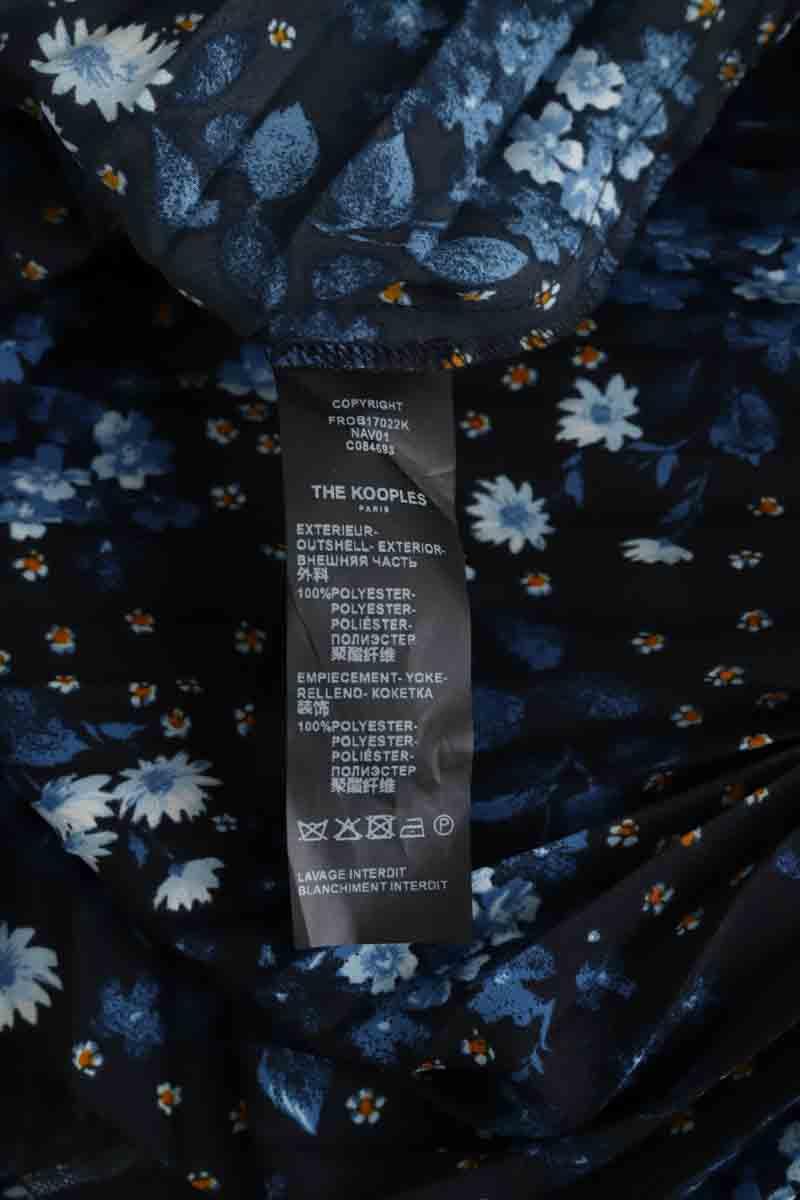 COPYRIGHT
FROB17022K
NAV01
C084693
THE KOOPLES
PARIS
EXTERIEUR-
OUTSHELL- EXTERIOR-
ВНЕШНЯЯ ЧАСТЬ
外料
100%POLYESTER-
POLYESTER-
POLIÉSTER-
ПОЛИЭСТЕР
聚酯纤维
EMPIECEMENT- YOKE-
RELLENO- КОКЕТКА
装饰
100%POLYESTER-
POLYESTER-
POLIÉSTER-
ПОЛИЭСТЕР
聚酯纤维
P
LAVAGE INTERDIT
BLANCHIMENT INTERDIT